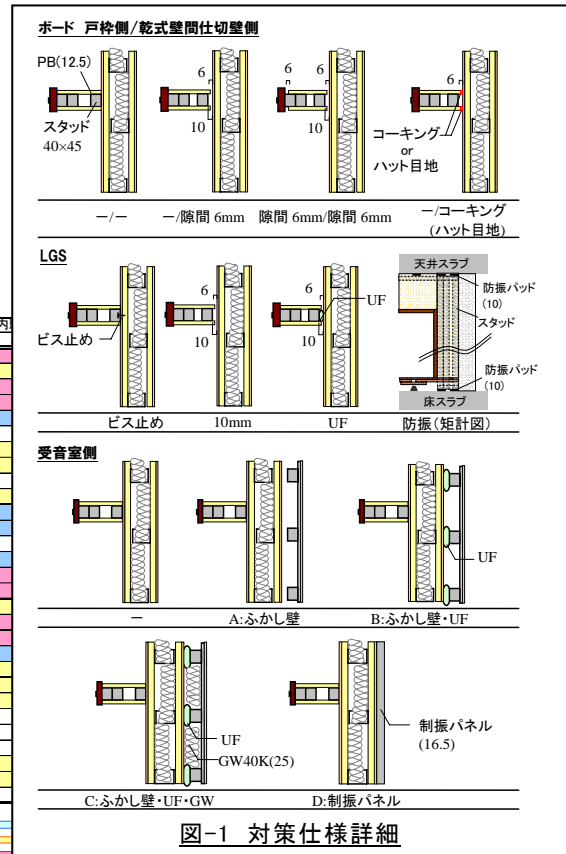 ボード 戸枠側/乾式壁間仕切壁側
PB(12.5)
スタッド
40×45
6
10
6 6
10
6
コーキング
or
ハット目地
－/－ －/隙間 6mm 隙間 6mm/隙間 6mm －/コーキング
(ハット目地)
LGS
ビス止め
6
10
6
UF
10
天井スラブ
防振パッド
(10)
スタッド
防振パッド
(10)
床スラブ
ビス止め 10mm UF 防振(矩計図)
受音室側
UF
－ A:ふかし壁 B:ふかし壁・UF
UF
GW40K(25)
制振パネル
(16.5)
C:ふかし壁・UF・GW D:制振パネル
図-1 対策仕様詳細